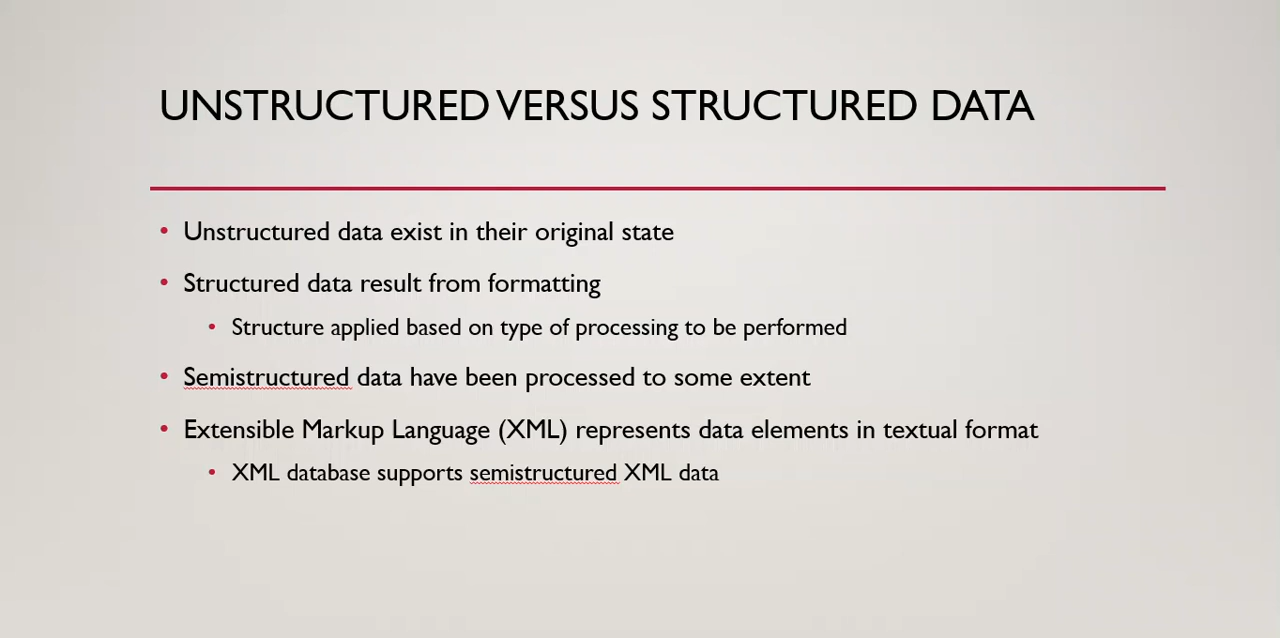 UNSTRUCTURED VERSUS STRUCTURED DATA
• Unstructured data exist in their original state
• Structured data result from formatting
• Structure applied based on type of processing to be performed
• Semistructured data have been processed to some extent
• Extensible Markup Language (XML) represents data elements in textual format
• XML database supports semistructured XML data